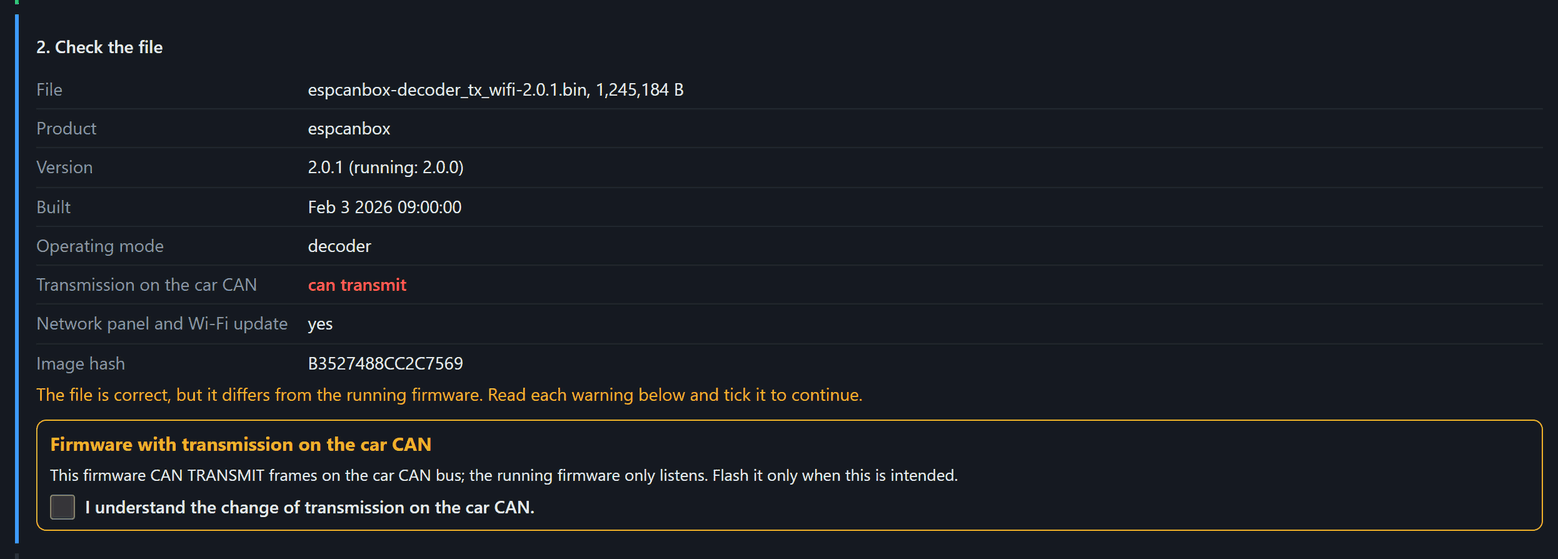 2. Check the file
File espcanbox-decoder_tx_wifi-2.0.1.bin, 1,245,184 B
Product espcanbox
Version 2.0.1 (running: 2.0.0)
Built Feb 3 2026 09:00:00
Operating mode decoder
Transmission on the car CAN can transmit
Network panel and Wi-Fi update yes
Image hash B3527488CC2C7569
The file is correct, but it differs from the running firmware. Read each warning below and tick it to continue.
Firmware with transmission on the car CAN
This firmware CAN TRANSMIT frames on the car CAN bus; the running firmware only listens. Flash it only when this is intended.
I understand the change of transmission on the car CAN.